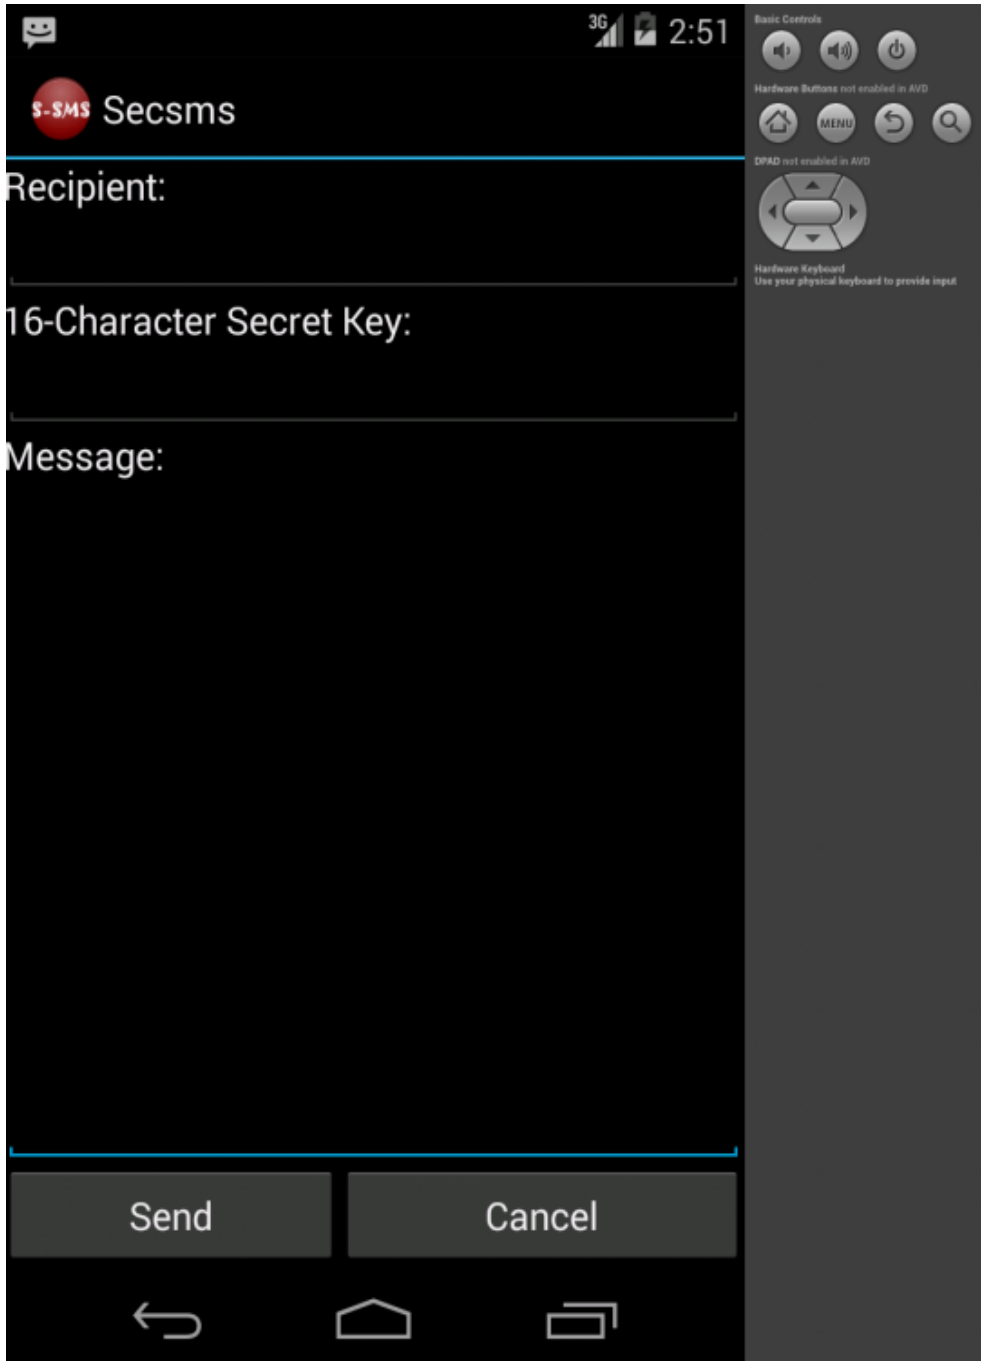 3G 2:51
S-SMS Secsms
Recipient:
16-Character Secret Key:
Message:
Send Cancel
Basic Controls
Hardware Buttons not enabled in AVD
MENU
DPAD not enabled in AVD
Hardware Keyboard
Use your physical keyboard to provide input